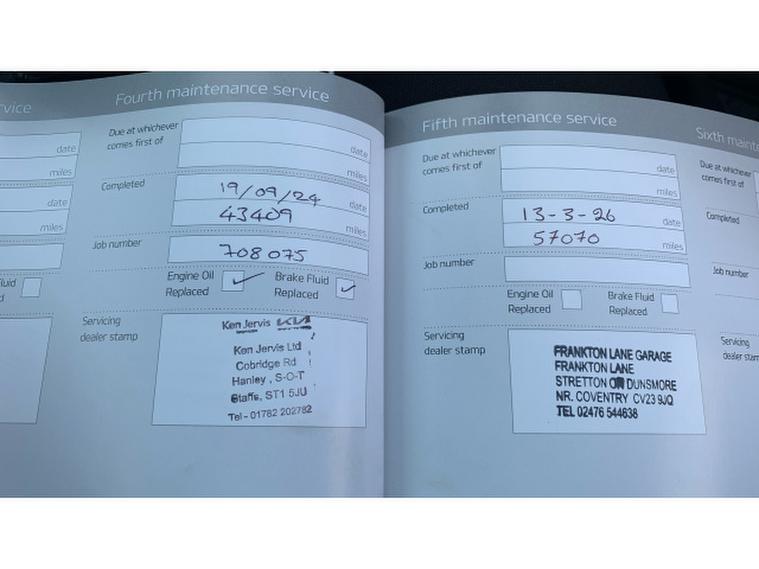 rvice
date
miles
date
miles
Fourth maintenance service
Due at whichever
comes first of
date
miles
Completed
19/09/24 date
43409 miles
Job number
708075
Engine Oil
Replaced
Brake Fluid
Replaced
Servicing
dealer stamp
Ken Jervis KIA
Ken Jervis Ltd
Cobridge Rd
Hanley, S-O-T
Staffs, ST1 5JU
Tel - 01782 202782
Fifth maintenance service
Due at whichever
comes first of
date
miles
Completed
13-3-26 date
57070 miles
Job number
Engine Oil
Replaced
Brake Fluid
Replaced
Servicing
dealer stamp
FRANKTON LANE GARAGE
FRANKTON LANE
STRETTON ON DUNSMORE
NR. COVENTRY CV23 9JQ
TEL 02476 544638
Sixth mainte
Due at whichever
comes first of
Completed
Job number
Servicing
dealer stam